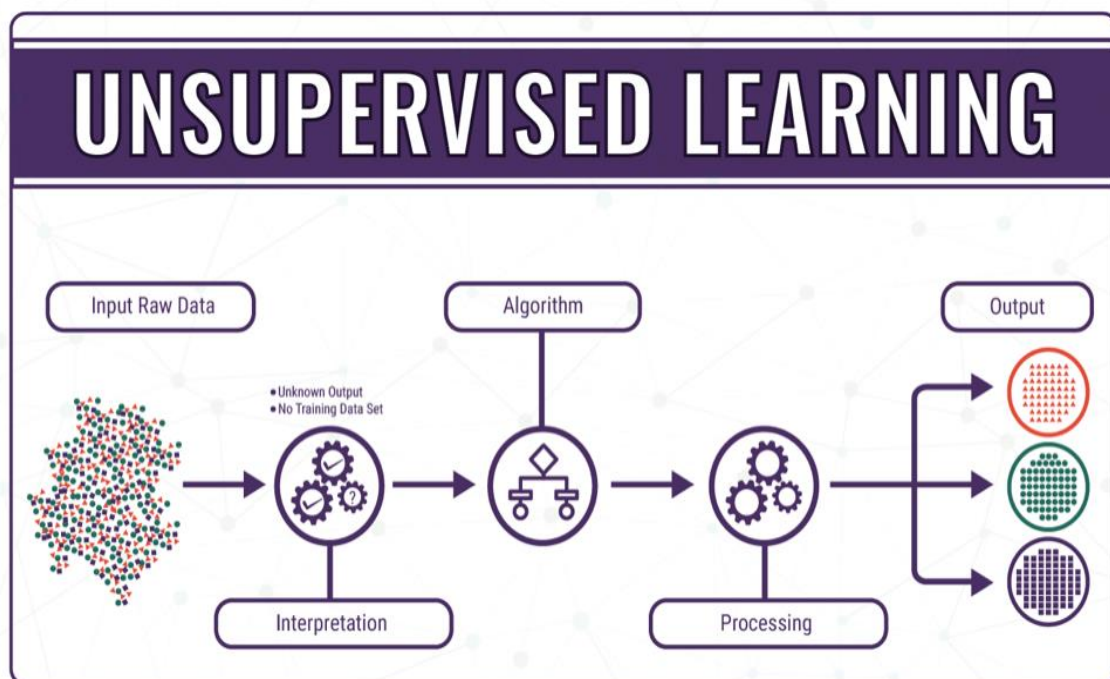 UNSUPERVISED LEARNING
Input Raw Data
Algorithm
Output
• Unknown Output
• No Training Data Set
?
Interpretation
Processing